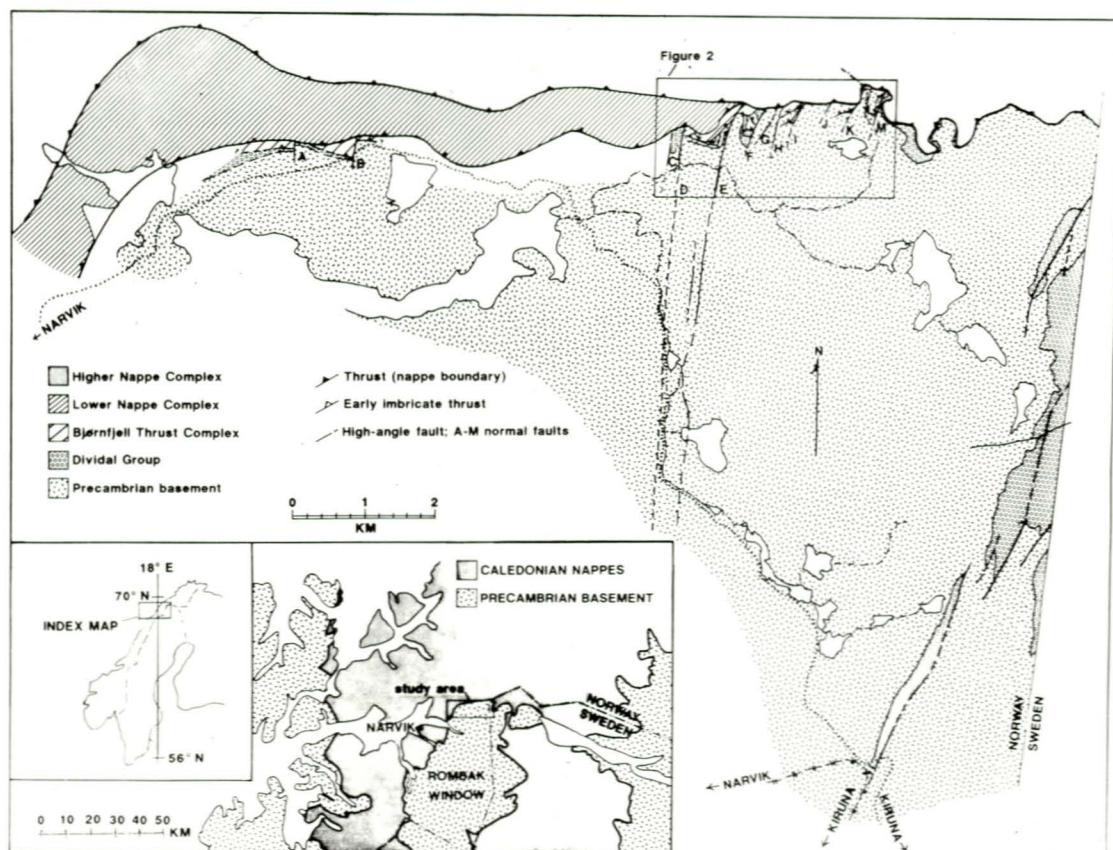 Figure 2
A
B
C
D
E
F
G
H
I
J
K
M
I
← NARVIK
N
Higher Nappe Complex
Lower Nappe Complex
Bjørnfjell Thrust Complex
Dividal Group
Precambrian basement
Thrust (nappe boundary)
Early imbricate thrust
High-angle fault; A-M normal faults
0 1 2
KM
18° E
70° N
INDEX MAP
56° N
0 10 20 30 40 50
KM
CALEDONIAN NAPPES
PRECAMBRIAN BASEMENT
study area
NARVIK
ROMBAK
WINDOW
NORWAY
SWEDEN
NORWAY
SWEDEN
← NARVIK
KIRUNA
KIRUNA